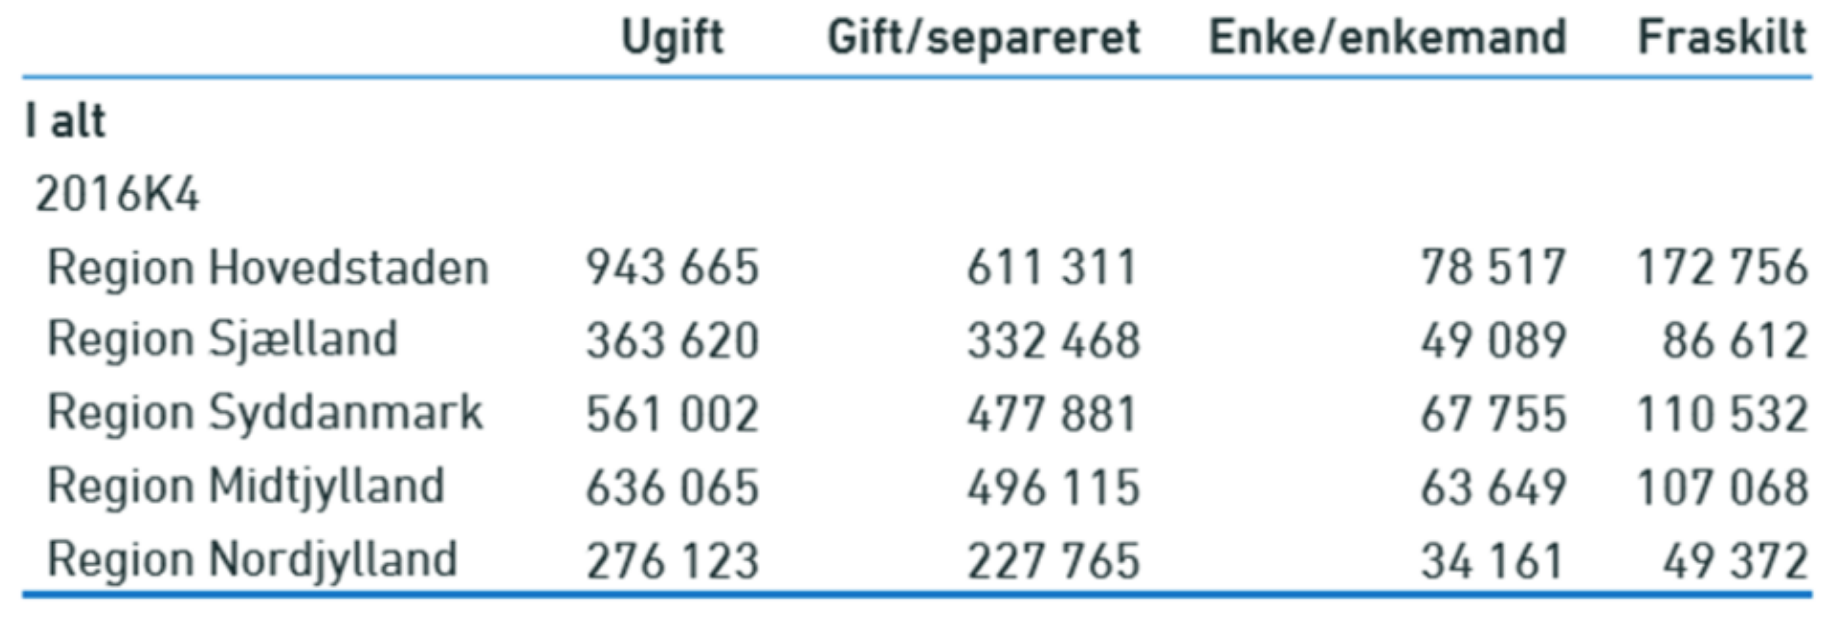 Ugift Gift/separeret Enke/enkemand Fraskilt
I alt
2016K4
Region Hovedstaden 943 665 611 311 78 517 172 756
Region Sjælland 363 620 332 468 49 089 86 612
Region Syddanmark 561 002 477 881 67 755 110 532
Region Midtjylland 636 065 496 115 63 649 107 068
Region Nordjylland 276 123 227 765 34 161 49 372